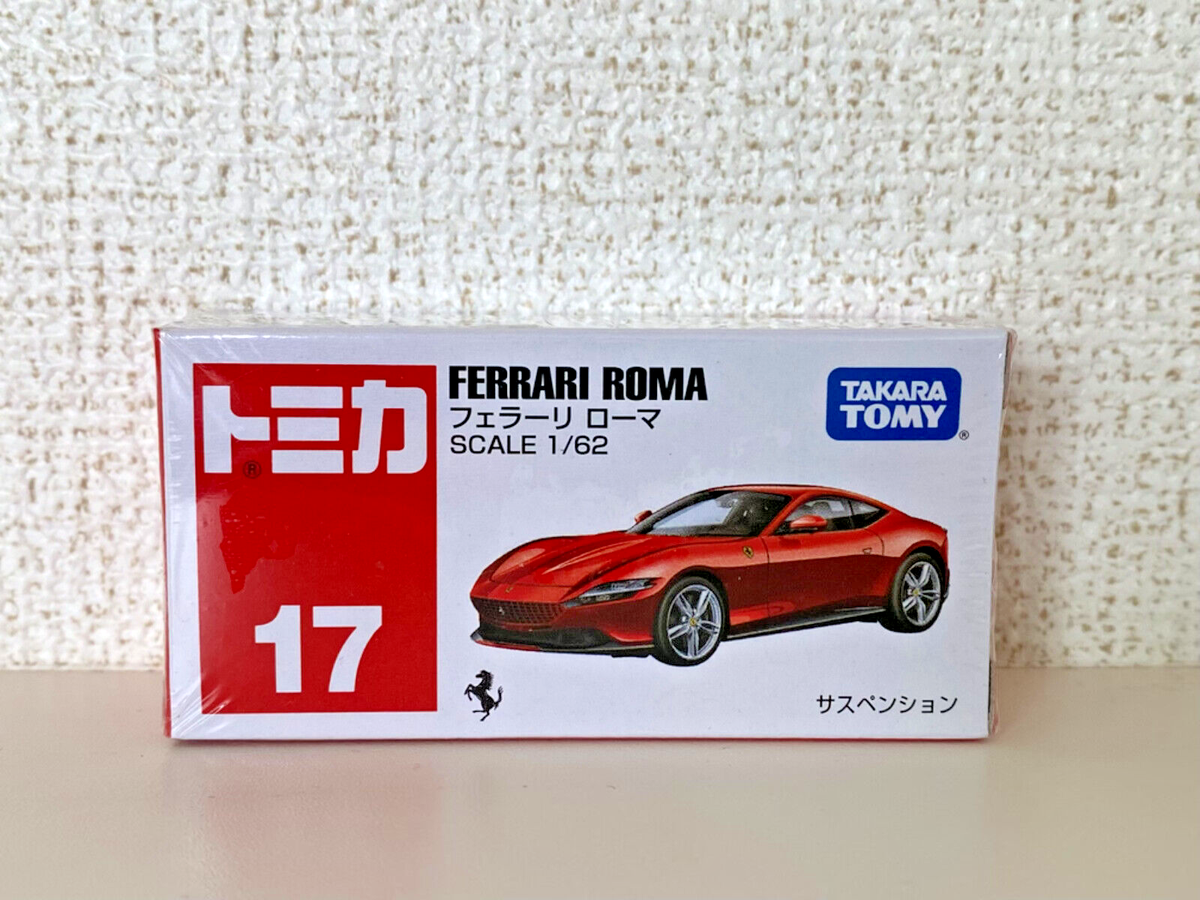 トミカ
®
17
FERRARI ROMA
フェラーリ ローマ
SCALE 1/62
TAKARA
TOMY
®
サスペンション